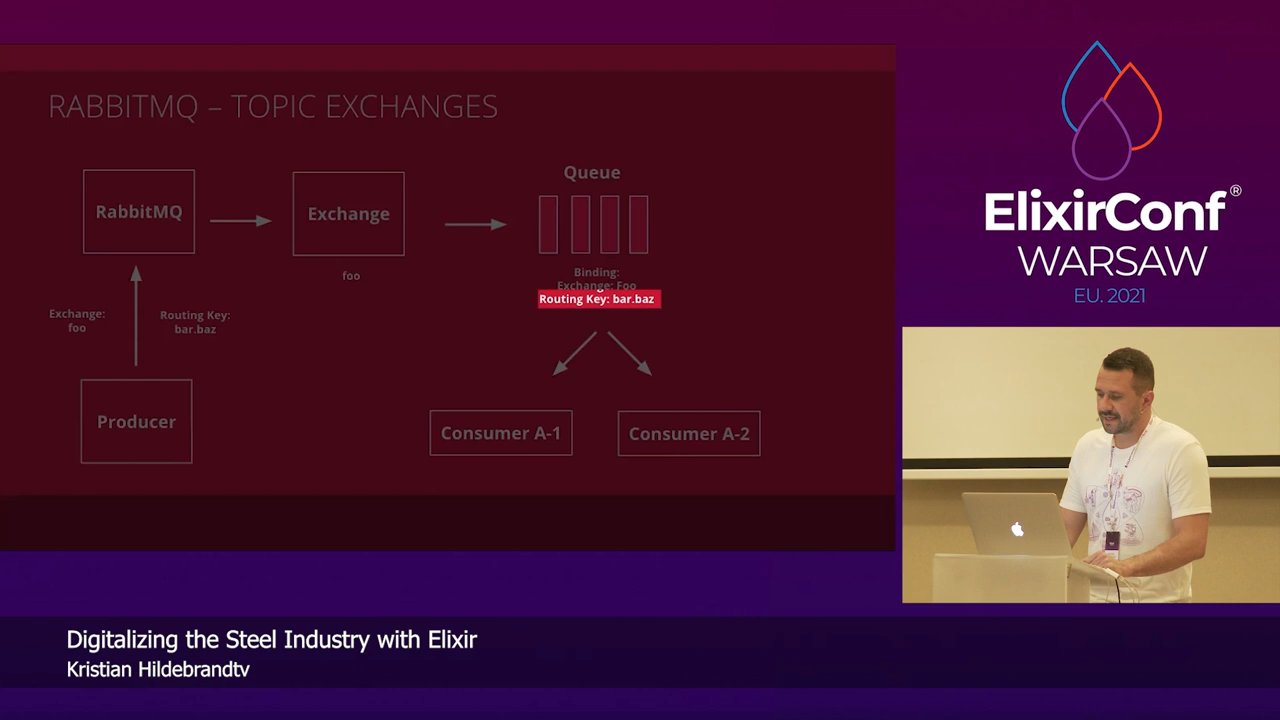 RABBITMQ – TOPIC EXCHANGES
RabbitMQ
Exchange
Queue
foo
Binding:
Exchange: Foo
Routing Key: bar.baz
Exchange:
foo
Routing Key:
bar.baz
Producer
Consumer A-1
Consumer A-2
ElixirConf®
WARSAW
EU. 2021
Digitalizing the Steel Industry with Elixir
Kristian Hildebrandtv